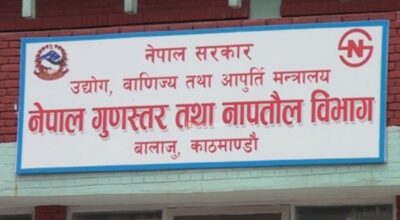 नेपाल सरकार
उद्योग, वाणिज्य तथा आपुर्ति मन्त्रालय
नेपाल गुणस्तर तथा नापतौल विभाग
बालाजु, काठमाण्डौ